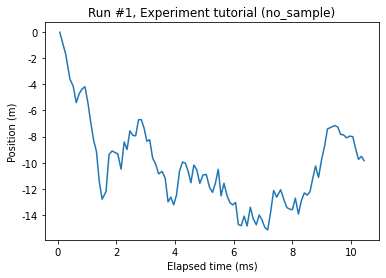 Run #1, Experiment tutorial (no_sample)
Position (m)
0
-2
-4
-6
-8
-10
-12
-14
0 2 4 6 8 10
Elapsed time (ms)